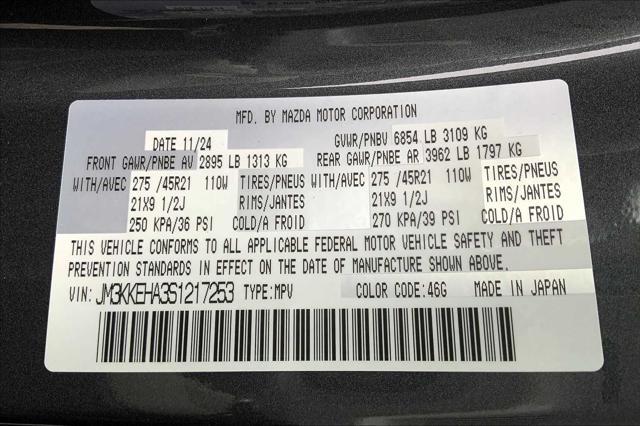 MFD. BY MAZDA MOTOR CORPORATION
DATE 11/24 GVWR/PNBV 6854 LB 3109 KG
FRONT GAWR/PNBE AV 2895 LB 1313 KG REAR GAWR/PNBE AR 3962 LB 1797 KG
WITH/AVEC 275 /45R21 110W TIRES/PNEUS WITH/AVEC 275 /45R21 110W TIRES/PNEUS
21X9 1/2J RIMS/JANTES 21X9 1/2J RIMS/JANTES
250 KPA/36 PSI COLD/A FROID 270 KPA/39 PSI COLD/A FROID
THIS VEHICLE CONFORMS TO ALL APPLICABLE FEDERAL MOTOR VEHICLE SAFETY AND THEFT
PREVENTION STANDARDS IN EFFECT ON THE DATE OF MANUFACTURE SHOWN ABOVE.
VIN: JM3KKEHA3S1217253 TYPE:MPV COLOR CODE:46G MADE IN JAPAN